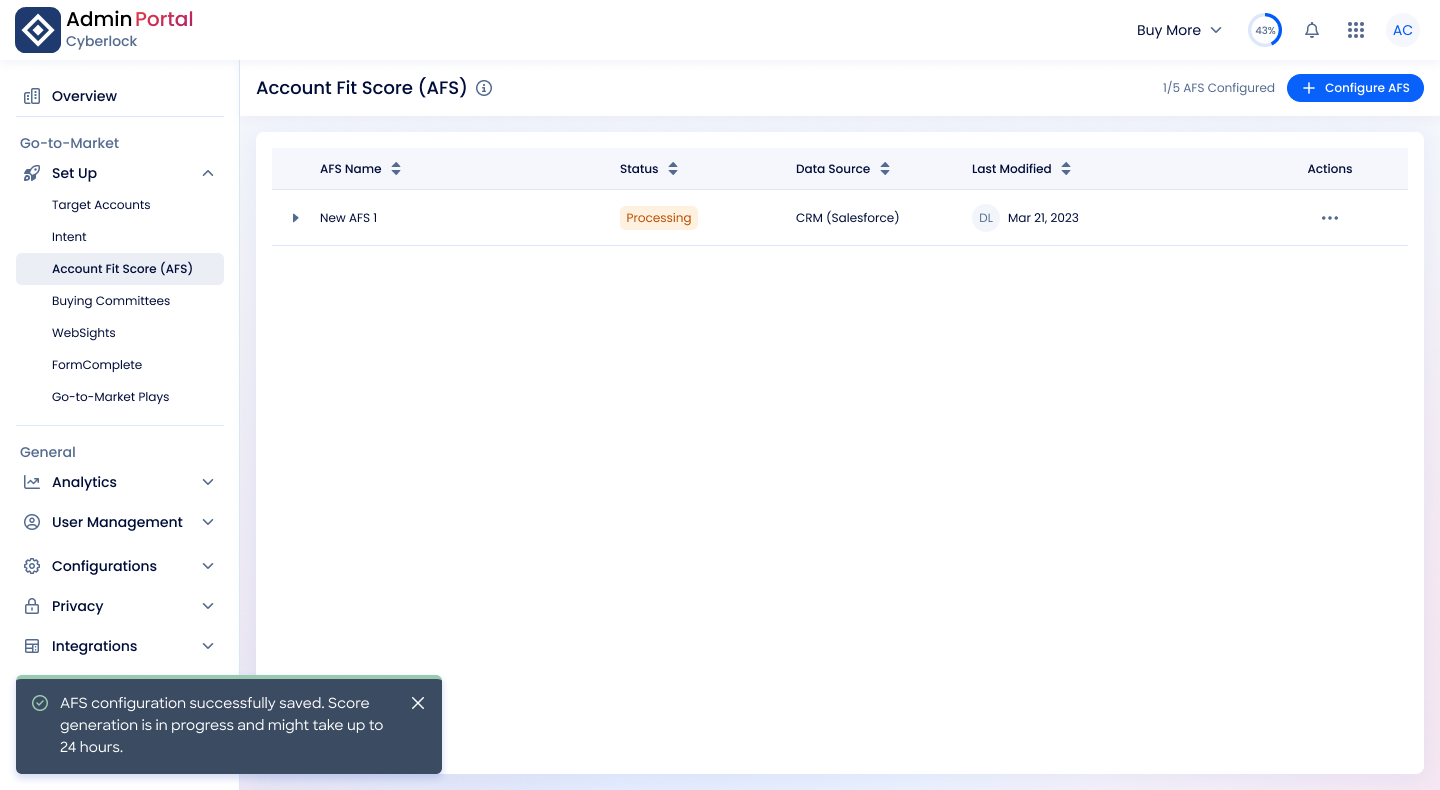 Admin Portal
Cyberlock
Buy More
43%
AC
Overview
Go-to-Market
Set Up
Target Accounts
Intent
Account Fit Score (AFS)
Buying Committees
WebSights
FormComplete
Go-to-Market Plays
General
Analytics
User Management
Configurations
Privacy
Integrations
Account Fit Score (AFS)
1/5 AFS Configured
Configure AFS
AFS Name Status Data Source Last Modified Actions
New AFS 1 Processing CRM (Salesforce) DL Mar 21, 2023
AFS configuration successfully saved. Score
generation is in progress and might take up to
24 hours.